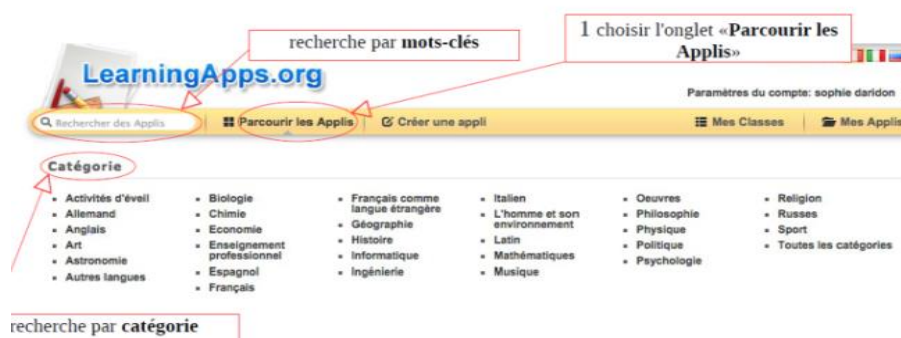 recherche par mots-clés
1 choisir l'onglet «Parcourir les
Applis»
LearningApps.org
Paramètres du compte: sophie daridon
Rechercher des Applis
Parcourir les Applis
Créer une appli
Mes Classes
Mes Applis
Catégorie
Activités d'éveil
Allemand
Anglais
Art
Astronomie
Autres langues
Biologie
Chimie
Economie
Enseignement
professionnel
Espagnol
Français
Français comme
langue étrangère
Géographie
Histoire
Informatique
Ingénierie
Italien
L'homme et son
environnement
Latin
Mathématiques
Musique
Oeuvres
Philosophie
Physique
Politique
Psychologie
Religion
Russes
Sport
Toutes les catégories
recherche par catégorie